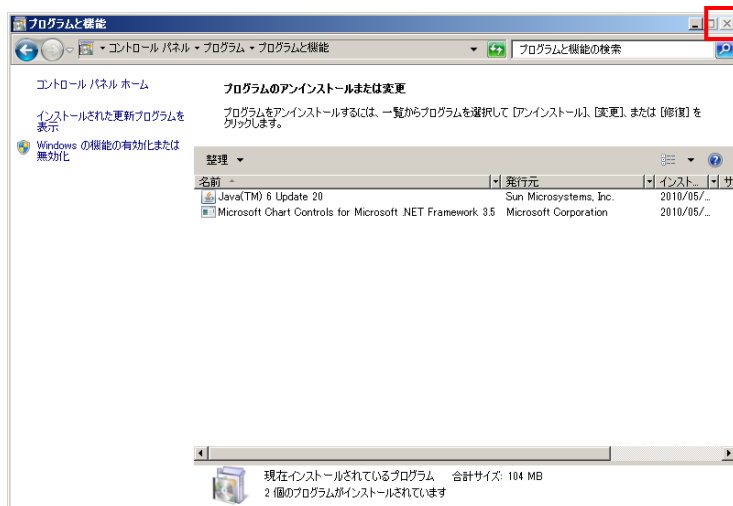 プログラムと機能
コントロール パネル プログラム プログラムと機能
プログラムと機能の検索
コントロール パネル ホーム
インストールされた更新プログラムを
表示
Windows の機能の有効化または
無効化
プログラムのアンインストールまたは変更
プログラムをアンインストールするには、一覧からプログラムを選択して [アンインストール]、[変更]、または [修復] を
クリックします。
整理
名前 発行元 インスト... サ
Java(TM) 6 Update 20 Sun Microsystems, Inc. 2010/05/...
Microsoft Chart Controls for Microsoft .NET Framework 3.5 Microsoft Corporation 2010/05/...
現在インストールされているプログラム 合計サイズ: 104 MB
2 個のプログラムがインストールされています